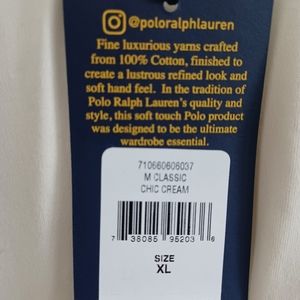 @poloralphlauren
Fine luxurious yarns crafted
from 100% Cotton, finished to
create a lustrous refined look and
soft hand feel. In the tradition of
Polo Ralph Lauren's quality and
style, this soft touch Polo product
was designed to be the ultimate
wardrobe essential.
710660606037
M CLASSIC
CHIC CREAM
7 38085 95203 6
SIZE
XL